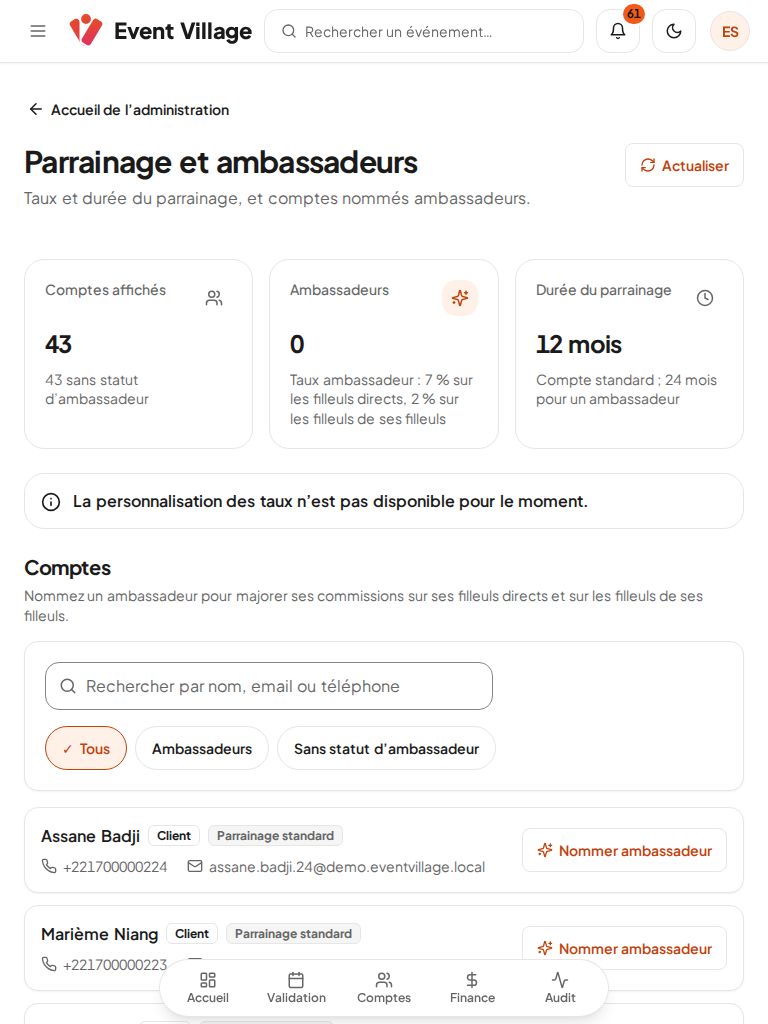 Event Village
Rechercher un événement…
61
ES
Accueil de l’administration
Parrainage et ambassadeurs
Actualiser
Taux et durée du parrainage, et comptes nommés ambassadeurs.
Comptes affichés
43
43 sans statut
d’ambassadeur
Ambassadeurs
0
Taux ambassadeur : 7 % sur
les filleuls directs, 2 % sur
les filleuls de ses filleuls
Durée du parrainage
12 mois
Compte standard ; 24 mois
pour un ambassadeur
La personnalisation des taux n’est pas disponible pour le moment.
Comptes
Nommez un ambassadeur pour majorer ses commissions sur ses filleuls directs et sur les filleuls de ses
filleuls.
Rechercher par nom, email ou téléphone
✓ Tous
Ambassadeurs
Sans statut d’ambassadeur
Assane Badji Client Parrainage standard
+221700000224 assane.badji.24@demo.eventvillage.local
Nommer ambassadeur
Marième Niang Client Parrainage standard
+221700000223
Nommer ambassadeur
Accueil
Validation
Comptes
Finance
Audit